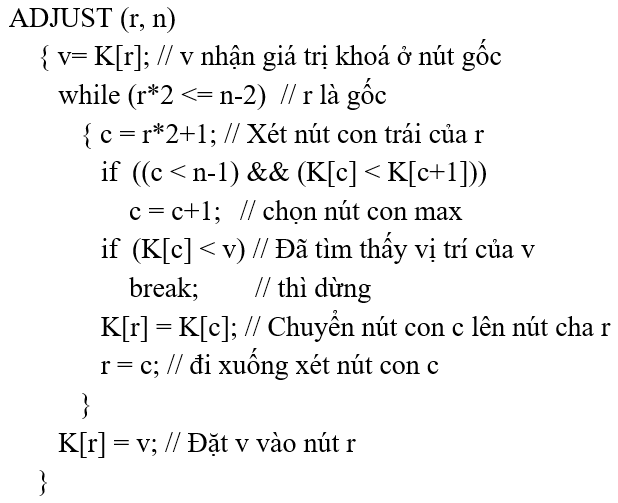 ADJUST (r, n)
{ v= K[r]; // v nhận giá trị khoá ở nút gốc
while (r*2 <= n-2) // r là gốc
{ c = r*2+1; // Xét nút con trái của r
if ((c < n-1) && (K[c] < K[c+1]))
c = c+1; // chọn nút con max
if (K[c] < v) // Đã tìm thấy vị trí của v
break; // thì dừng
K[r] = K[c]; // Chuyển nút con c lên nút cha r
r = c; // đi xuống xét nút con c
}
K[r] = v; // Đặt v vào nút r
}